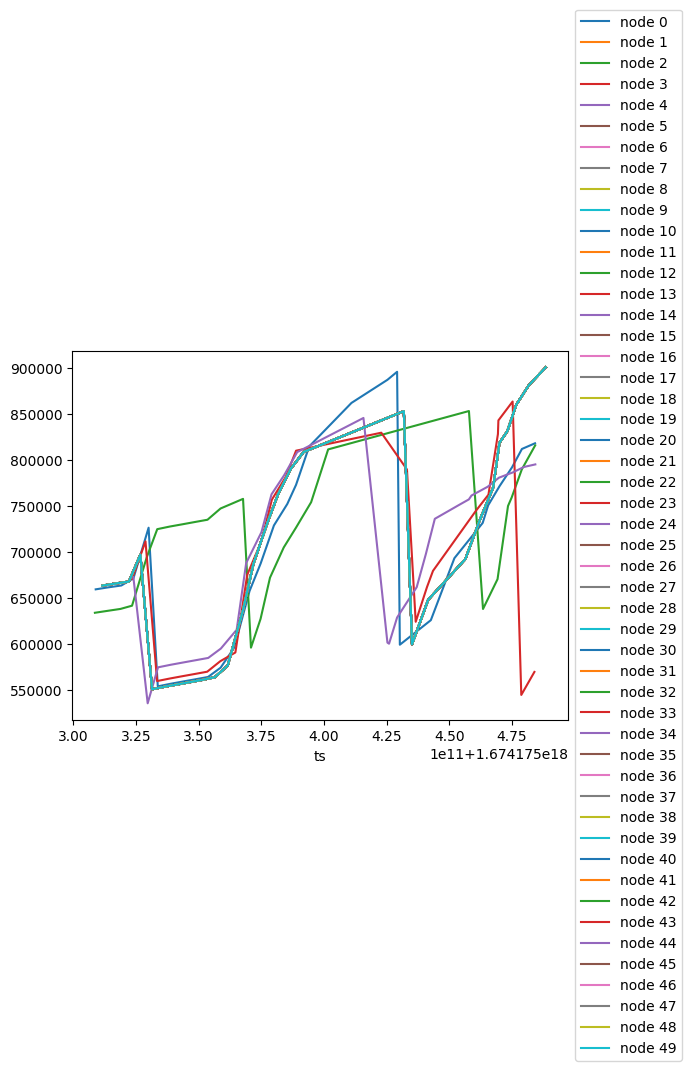 900000
850000
800000
750000
700000
650000
600000
550000
3.00 3.25 3.50 3.75 4.00 4.25 4.50 4.75
1e11+1.674175e18
ts
node 0
node 1
node 2
node 3
node 4
node 5
node 6
node 7
node 8
node 9
node 10
node 11
node 12
node 13
node 14
node 15
node 16
node 17
node 18
node 19
node 20
node 21
node 22
node 23
node 24
node 25
node 26
node 27
node 28
node 29
node 30
node 31
node 32
node 33
node 34
node 35
node 36
node 37
node 38
node 39
node 40
node 41
node 42
node 43
node 44
node 45
node 46
node 47
node 48
node 49